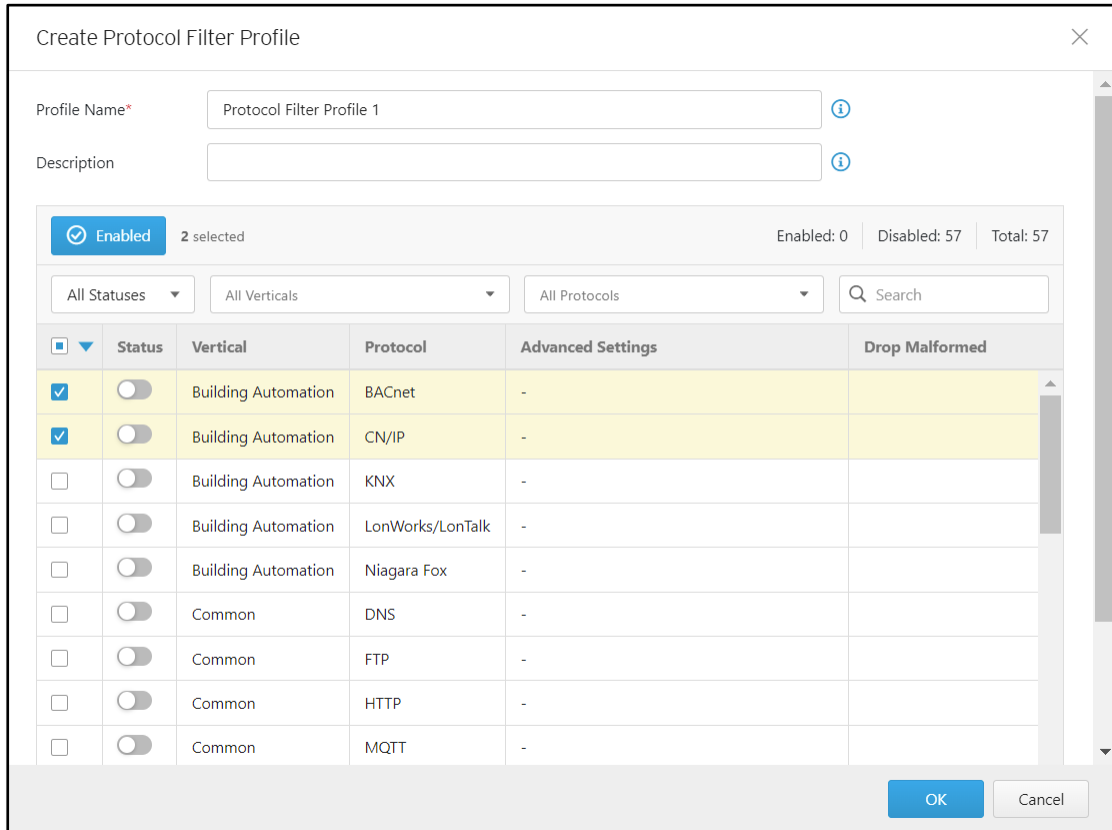 Create Protocol Filter Profile
Profile Name* Protocol Filter Profile 1
Description
Enabled 2 selected Enabled: 0 Disabled: 57 Total: 57
All Statuses All Verticals All Protocols Search
Status Vertical Protocol Advanced Settings Drop Malformed
Building Automation BACnet -
Building Automation CN/IP -
Building Automation KNX -
Building Automation LonWorks/LonTalk -
Building Automation Niagara Fox -
Common DNS -
Common FTP -
Common HTTP -
Common MQTT -
OK Cancel